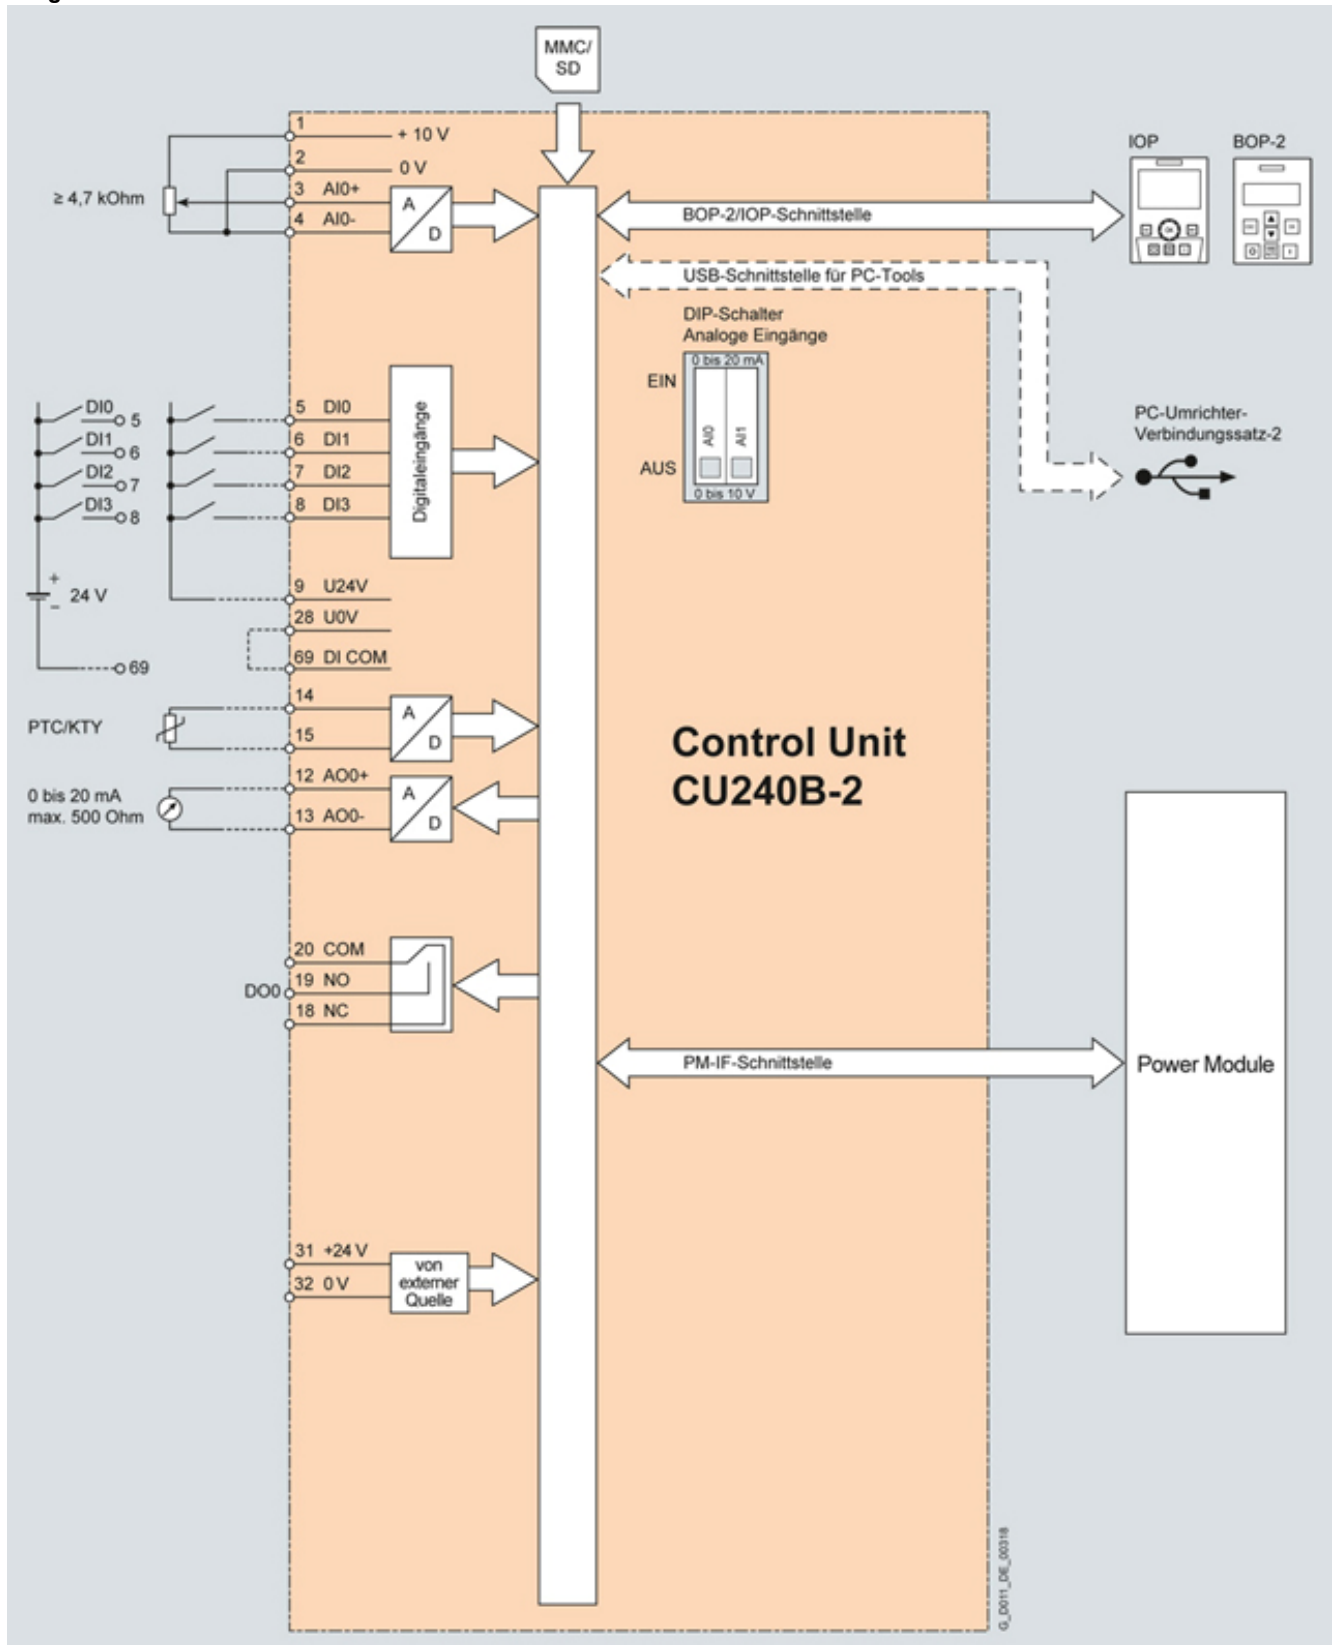 MMC/
SD
1
+ 10 V
2
0 V
3 AI0+
4 AI0-
≥ 4,7 kOhm
A
D
BOP-2/IOP-Schnittstelle
IOP
BOP-2
USB-Schnittstelle für PC-Tools
DIP-Schalter
Analoge Eingänge
0 bis 20 mA
EIN
AI0
AI1
AUS
0 bis 10 V
PC-Umrichter-
Verbindungssatz-2
DI0
5
DI1
6
DI2
7
DI3
8
5 DI0
6 DI1
7 DI2
8 DI3
Digitaleingänge
+
24 V
–
69
9 U24V
28 U0V
69 DI COM
PTC/KTY
14
15
A
D
0 bis 20 mA
max. 500 Ohm
12 AO0+
13 AO0-
A
D
Control Unit
CU240B-2
DO0
20 COM
19 NO
18 NC
PM-IF-Schnittstelle
Power Module
31 +24 V
32 0 V
von
externer
Quelle
G_D011_DE_00318